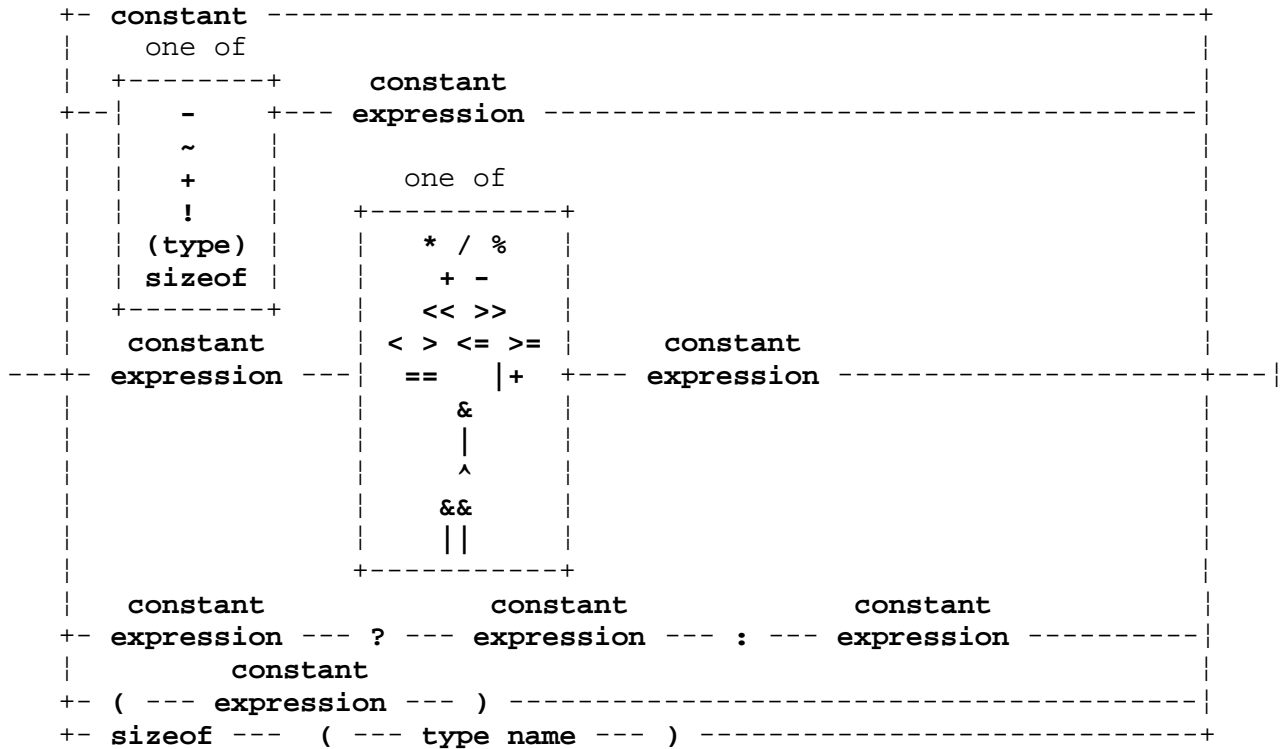 constant
one of
constant
- expression
~
+ one of
!
(type) * / %
sizeof + -
<< >>
constant < > <= >= constant
expression == |+ expression
&
|
^
&&
||
constant constant constant
expression ? expression : expression
constant
( expression )
sizeof ( type name )